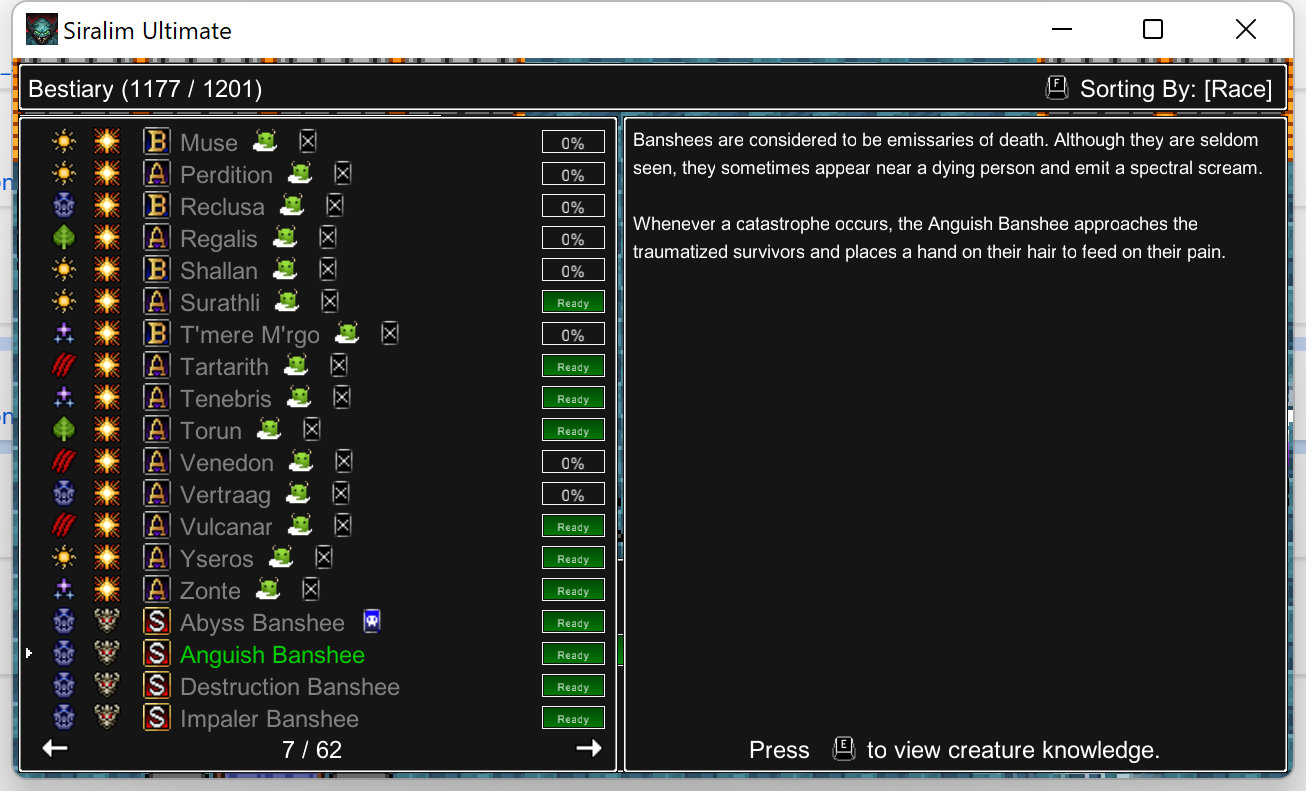 Siralim Ultimate
Bestiary (1177 / 1201)
F Sorting By: [Race]
B Muse 0%
A Perdition 0%
B Reclusa 0%
A Regalis 0%
B Shallan 0%
A Surathli Ready
B T'mere M'rgo 0%
A Tartarith Ready
A Tenebris Ready
A Torun Ready
A Venedon 0%
A Vertraag 0%
A Vulcanar Ready
A Yseros Ready
A Zonte Ready
S Abyss Banshee Ready
S Anguish Banshee Ready
S Destruction Banshee Ready
S Impaler Banshee Ready
7 / 62
Banshees are considered to be emissaries of death. Although they are seldom
seen, they sometimes appear near a dying person and emit a spectral scream.
Whenever a catastrophe occurs, the Anguish Banshee approaches the
traumatized survivors and places a hand on their hair to feed on their pain.
Press E to view creature knowledge.